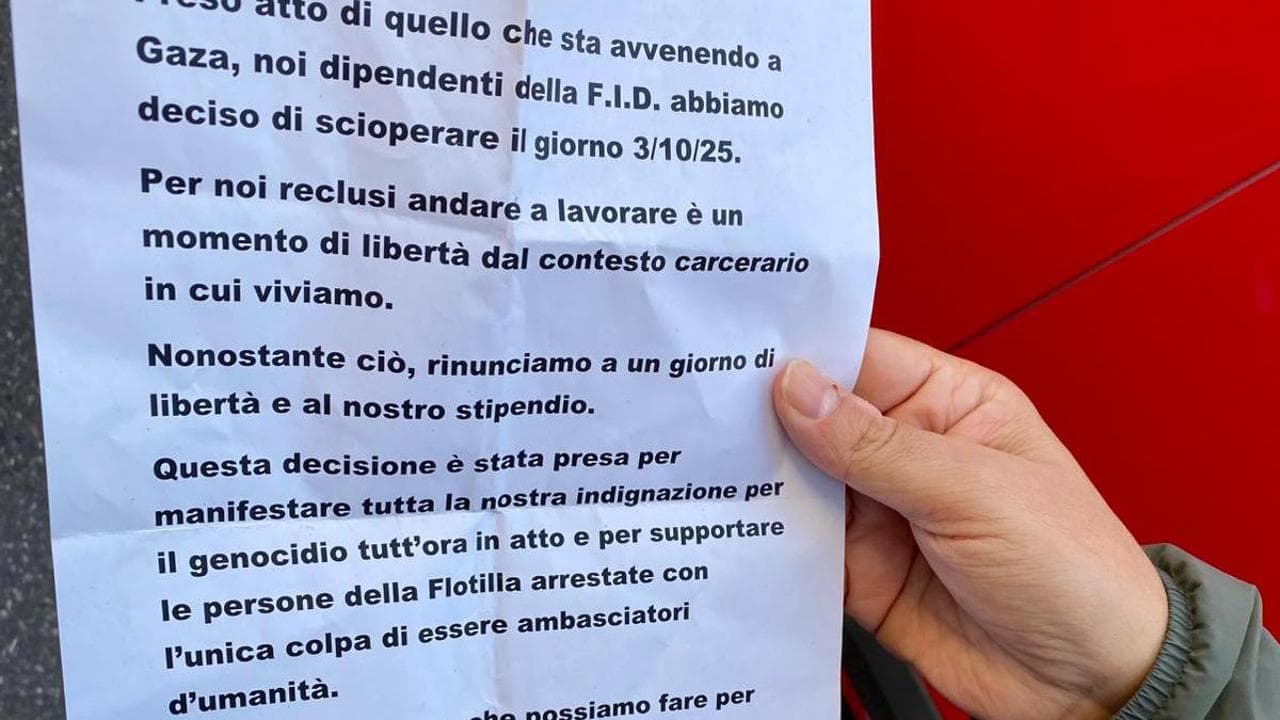 Preso atto di quello che sta avvenendo a
Gaza, noi dipendenti della F.I.D. abbiamo
deciso di scioperare il giorno 3/10/25.
Per noi reclusi andare a lavorare è un
momento di libertà dal contesto carcerario
in cui viviamo.
Nonostante ciò, rinunciamo a un giorno di
libertà e al nostro stipendio.
Questa decisione è stata presa per
manifestare tutta la nostra indignazione per
il genocidio tutt’ora in atto e per supportare
le persone della Flotilla arrestate con
l’unica colpa di essere ambasciatori
d’umanità.
che possiamo fare per